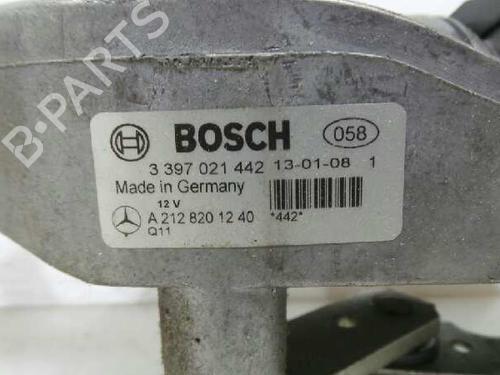 BOSCH 058
3 397 021 442 13-01-08 1
Made in Germany
12 V
A 212 820 12 40 *442*
Q11
B-PARTS